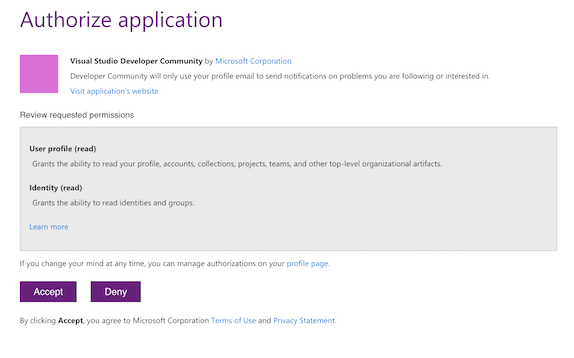 Authorize application
Visual Studio Developer Community by Microsoft Corporation
Developer Community will only use your profile email to send notifications on problems you are following or interested in.
Visit application's website
Review requested permissions
User profile (read)
Grants the ability to read your profile, accounts, collections, projects, teams, and other top-level organizational artifacts.
Identity (read)
Grants the ability to read identities and groups.
Learn more
If you change your mind at any time, you can manage authorizations on your profile page.
Accept Deny
By clicking Accept, you agree to Microsoft Corporation Terms of Use and Privacy Statement.